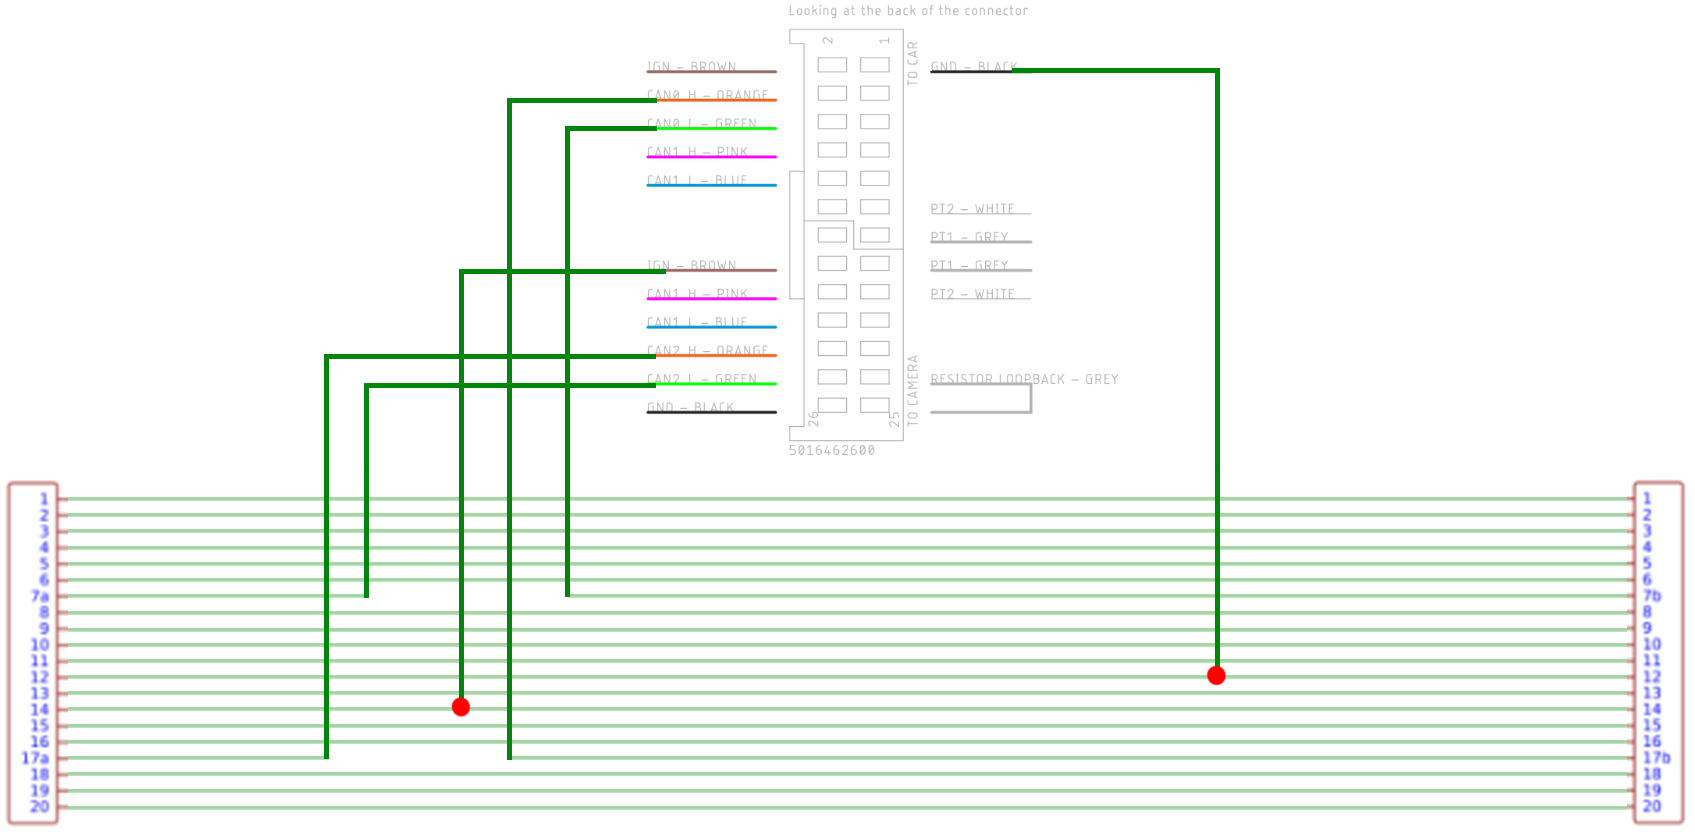 Looking at the back of the connector
2 1
TO CAR
IGN - BROWN
GND - BLACK
CAN0 H - ORANGE
CAN0 L - GREEN
CAN1 H - PINK
CAN1 L - BLUE
PT2 - WHITE
PT1 - GREY
IGN - BROWN
PT1 - GREY
CAN1 H - PINK
PT2 - WHITE
CAN1 L - BLUE
CAN2 H - ORANGE
CAN2 L - GREEN
RESISTOR LOOPBACK - GREY
GND - BLACK
TO CAMERA
26 25
5016462600
1 1
2 2
3 3
4 4
5 5
6 6
7a 7b
8 8
9 9
10 10
11 11
12 12
13 13
14 14
15 15
16 16
17a 17b
18 18
19 19
20 20